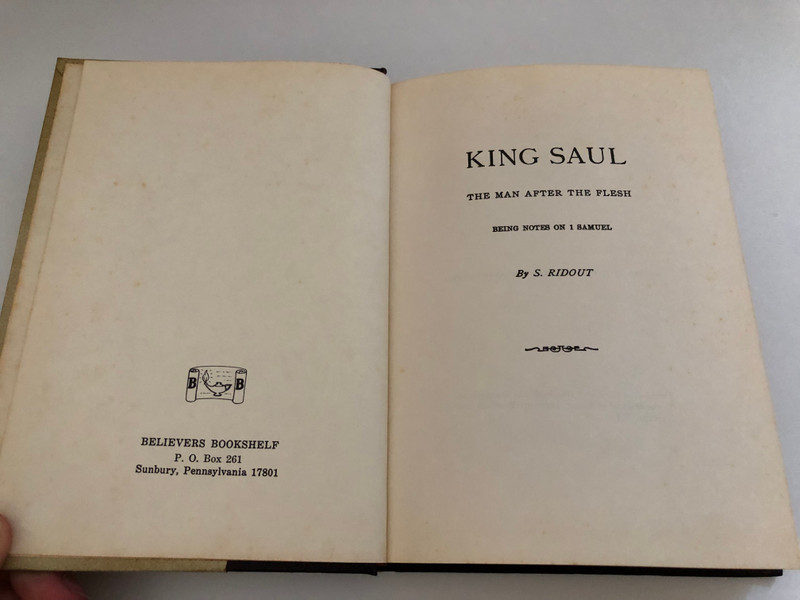 B B
BELIEVERS BOOKSHELF
P. O. Box 261
Sunbury, Pennsylvania 17801
KING SAUL
THE MAN AFTER THE FLESH
BEING NOTES ON 1 SAMUEL
By S. RIDOUT